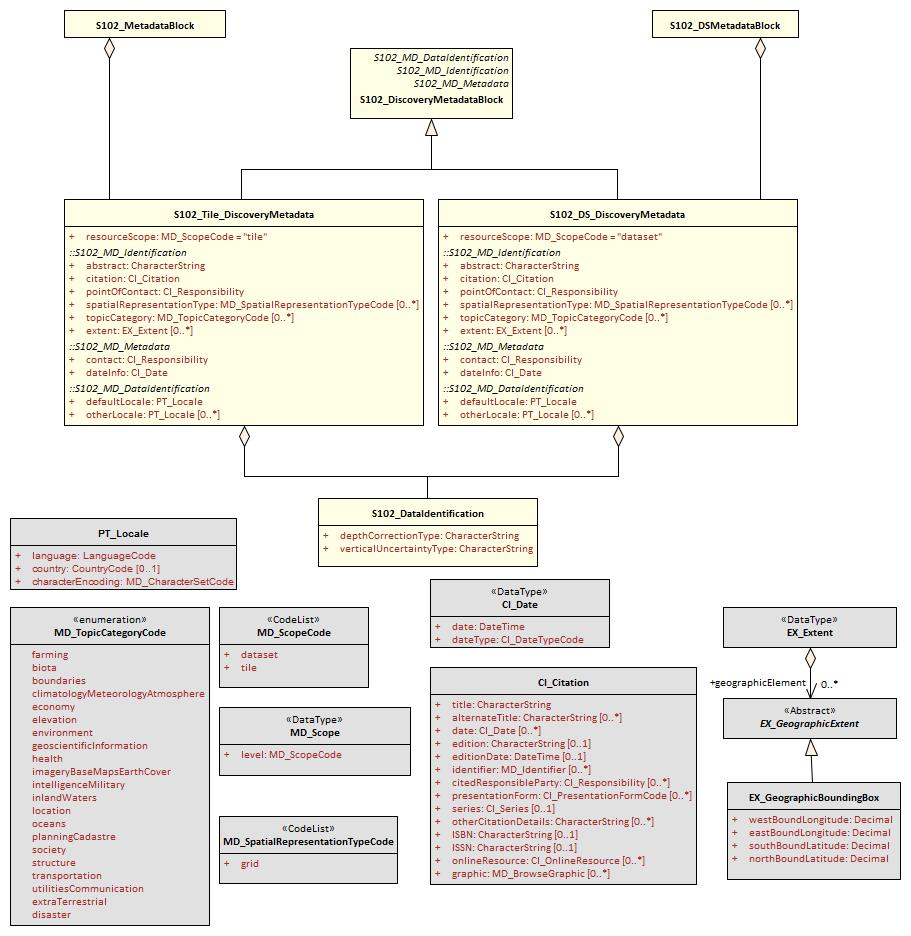 S102_MetadataBlock
S102_DSMetadataBlock
S102_MD_DataIdentification
S102_MD_Identification
S102_MD_Metadata
S102_DiscoveryMetadataBlock
S102_Tile_DiscoveryMetadata
+ resourceScope: MD_ScopeCode = "tile"
::S102_MD_Identification
+ abstract: CharacterString
+ citation: CI_Citation
+ pointOfContact: CI_Responsibility
+ spatialRepresentationType: MD_SpatialRepresentationTypeCode [0..*]
+ topicCategory: MD_TopicCategoryCode [0..*]
+ extent: EX_Extent [0..*]
::S102_MD_Metadata
+ contact: CI_Responsibility
+ dateInfo: CI_Date
::S102_MD_DataIdentification
+ defaultLocale: PT_Locale
+ otherLocale: PT_Locale [0..*]
S102_DS_DiscoveryMetadata
+ resourceScope: MD_ScopeCode = "dataset"
::S102_MD_Identification
+ abstract: CharacterString
+ citation: CI_Citation
+ pointOfContact: CI_Responsibility
+ spatialRepresentationType: MD_SpatialRepresentationTypeCode [0..*]
+ topicCategory: MD_TopicCategoryCode [0..*]
+ extent: EX_Extent [0..*]
::S102_MD_Metadata
+ contact: CI_Responsibility
+ dateInfo: CI_Date
::S102_MD_DataIdentification
+ defaultLocale: PT_Locale
+ otherLocale: PT_Locale [0..*]
S102_DataIdentification
+ depthCorrectionType: CharacterString
+ verticalUncertaintyType: CharacterString
PT_Locale
+ language: LanguageCode
+ country: CountryCode [0..1]
+ characterEncoding: MD_CharacterSetCode
«enumeration»
MD_TopicCategoryCode
farming
biota
boundaries
climatologyMeteorologyAtmosphere
economy
elevation
environment
geoscientificInformation
health
imageryBaseMapsEarthCover
intelligenceMilitary
inlandWaters
location
oceans
planningCadastre
society
structure
transportation
utilitiesCommunication
extraTerrestrial
disaster
«CodeList»
MD_ScopeCode
+ dataset
+ tile
«DataType»
MD_Scope
+ level: MD_ScopeCode
«CodeList»
MD_SpatialRepresentationTypeCode
+ grid
«DataType»
CI_Date
+ date: DateTime
+ dateType: CI_DateTypeCode
CI_Citation
+ title: CharacterString
+ alternateTitle: CharacterString [0..*]
+ date: CI_Date [0..*]
+ edition: CharacterString [0..1]
+ editionDate: DateTime [0..1]
+ identifier: MD_Identifier [0..*]
+ citedResponsibleParty: CI_Responsibility [0..*]
+ presentationForm: CI_PresentationFormCode [0..*]
+ series: CI_Series [0..1]
+ otherCitationDetails: CharacterString [0..*]
+ ISBN: CharacterString [0..1]
+ ISSN: CharacterString [0..1]
+ onlineResource: CI_OnlineResource [0..*]
+ graphic: MD_BrowseGraphic [0..*]
«DataType»
EX_Extent
+geographicElement 0..*
«Abstract»
EX_GeographicExtent
EX_GeographicBoundingBox
+ westBoundLongitude: Decimal
+ eastBoundLongitude: Decimal
+ southBoundLatitude: Decimal
+ northBoundLatitude: Decimal